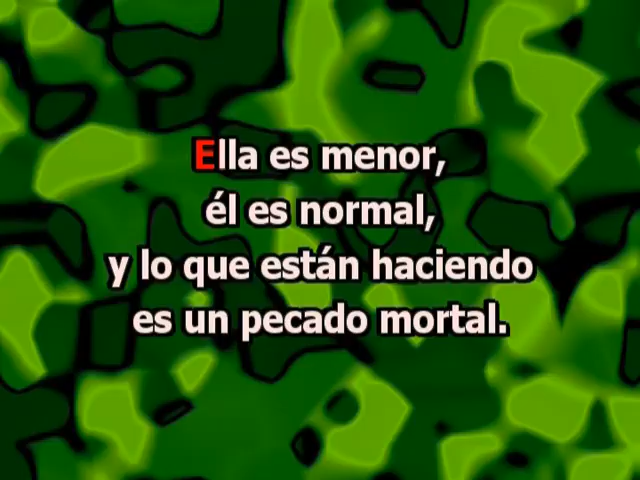 Ella es menor,
él es normal,
y lo que están haciendo
es un pecado mortal.